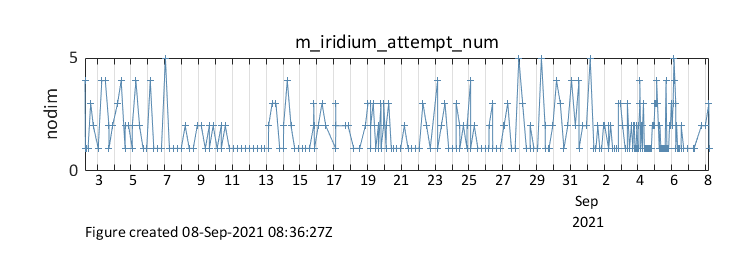 m_iridium_attempt_num
5
nodim
0
3 5 7 9 11 13 15 17 19 21 23 25 27 29 31 2 4 6 8
Sep
2021
Figure created 08-Sep-2021 08:36:27Z